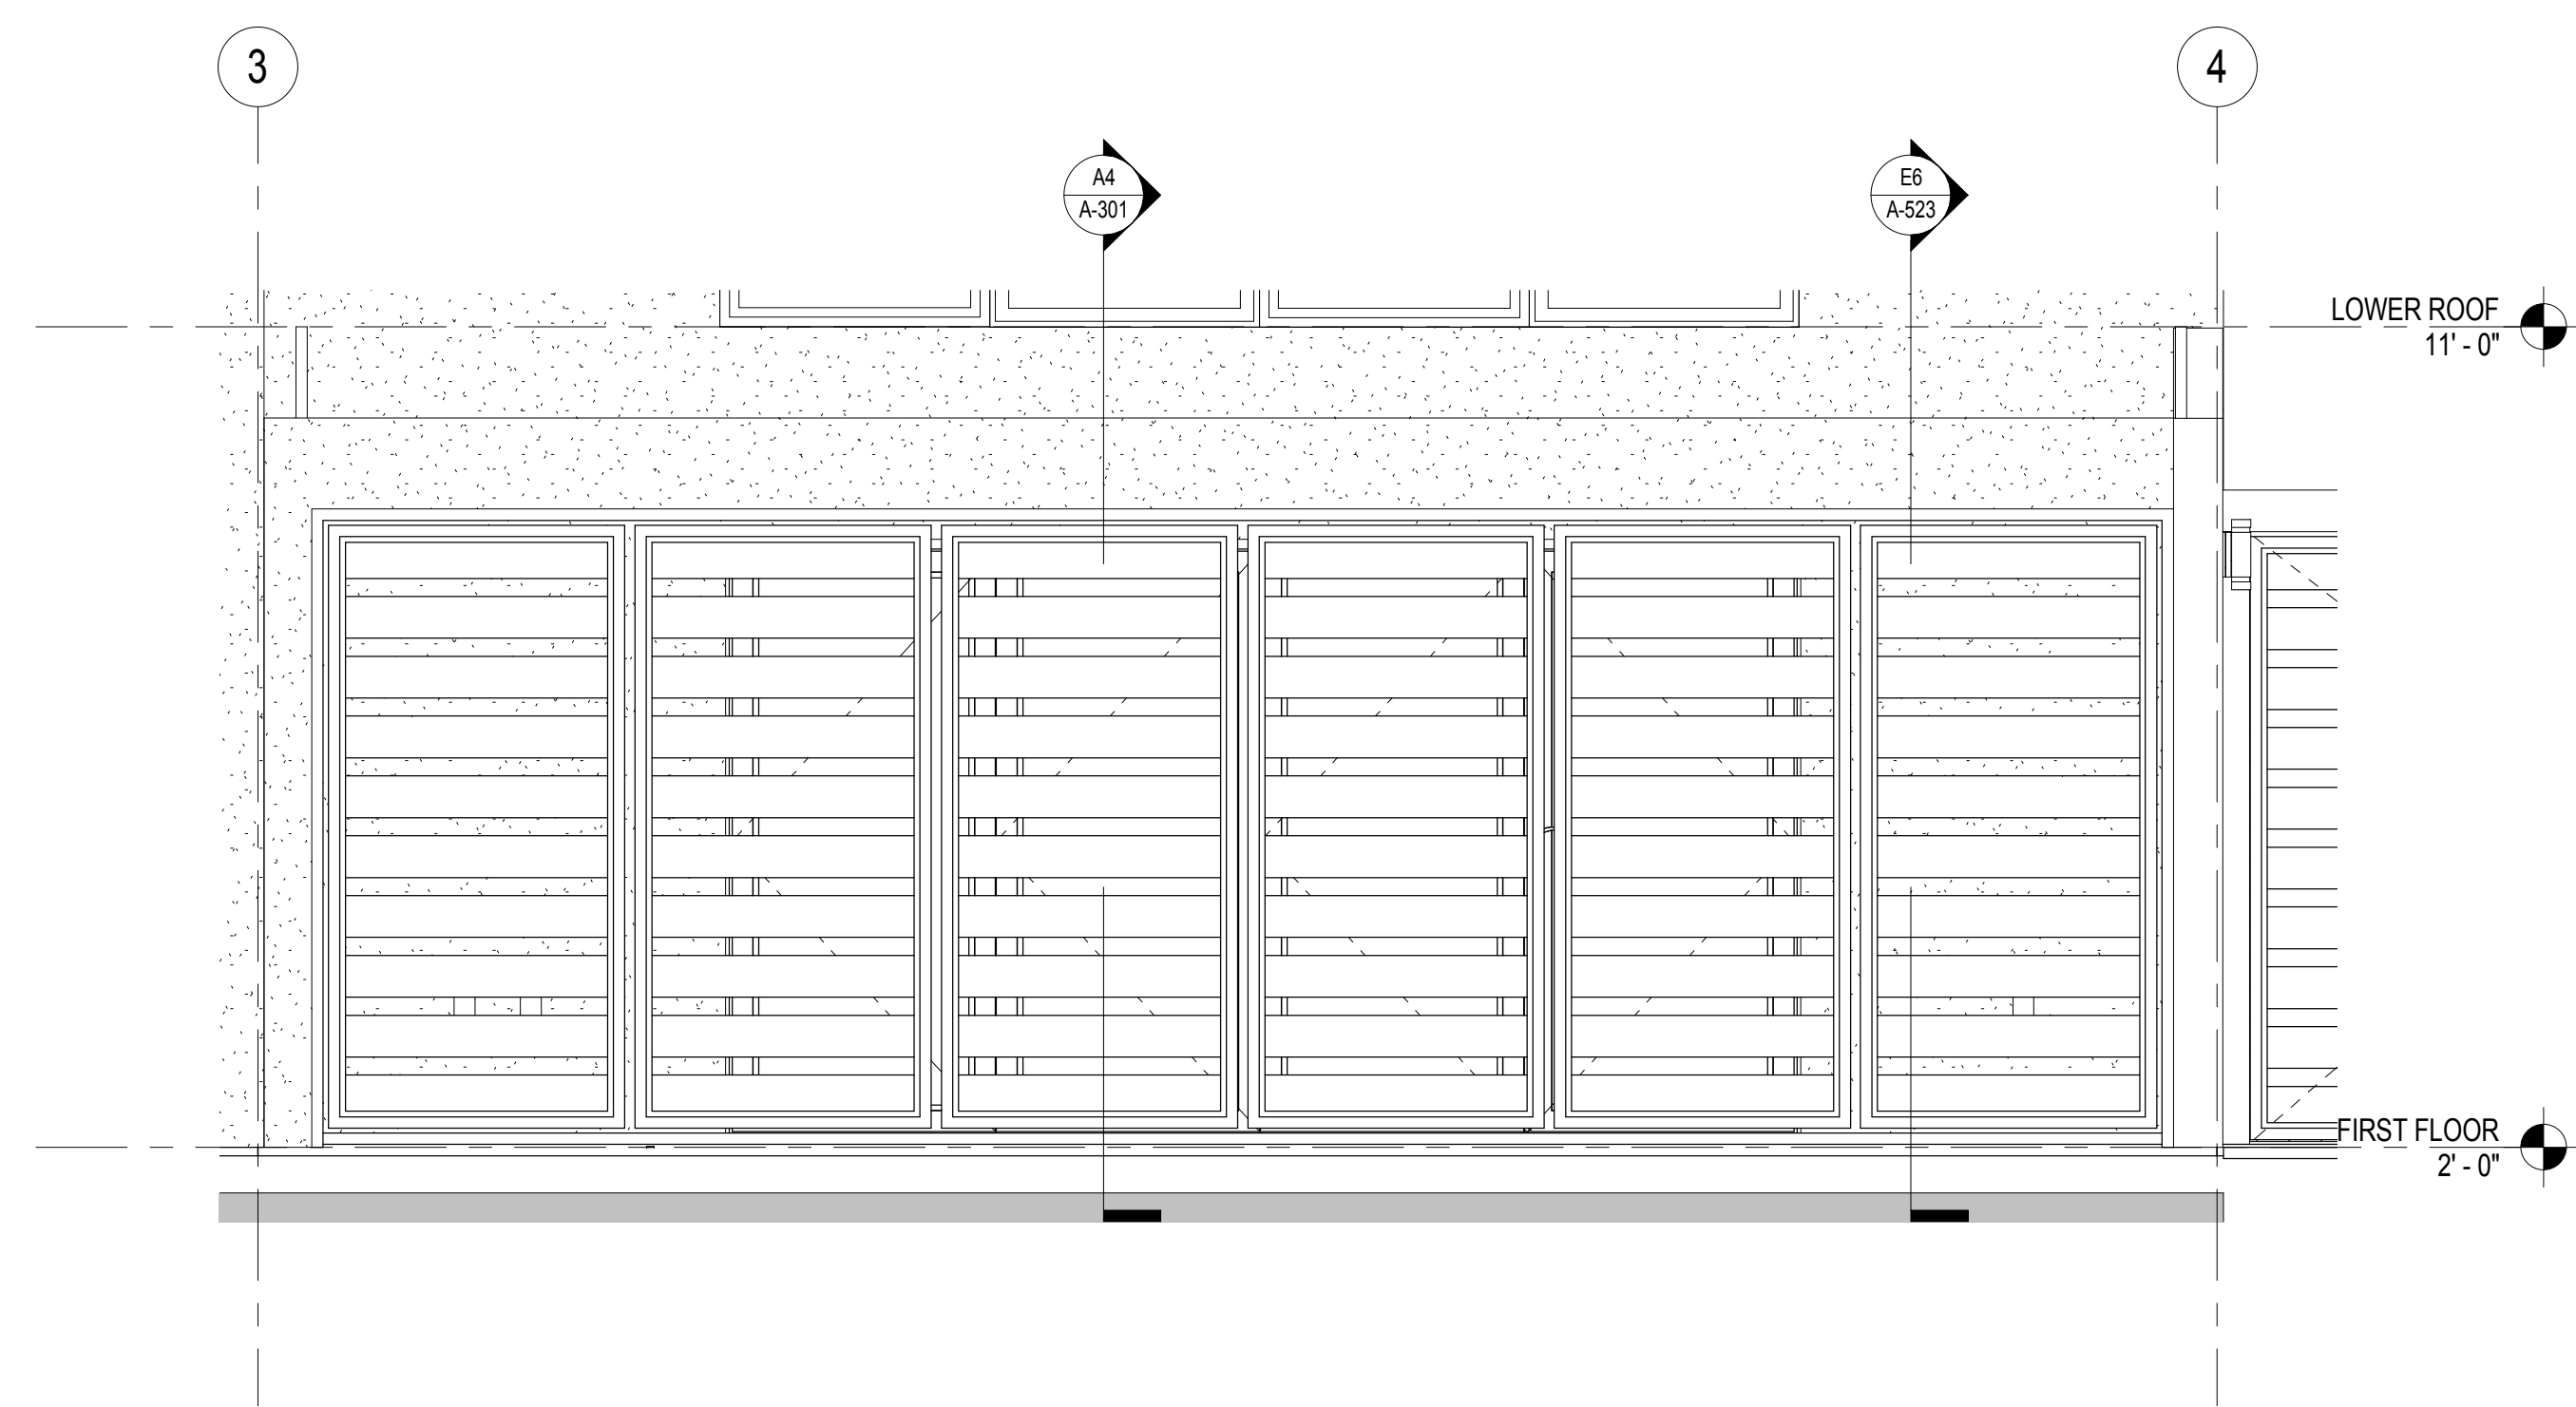 3
4
A4
A-301
E6
A-523
LOWER ROOF
11' - 0"
FIRST FLOOR
2' - 0"